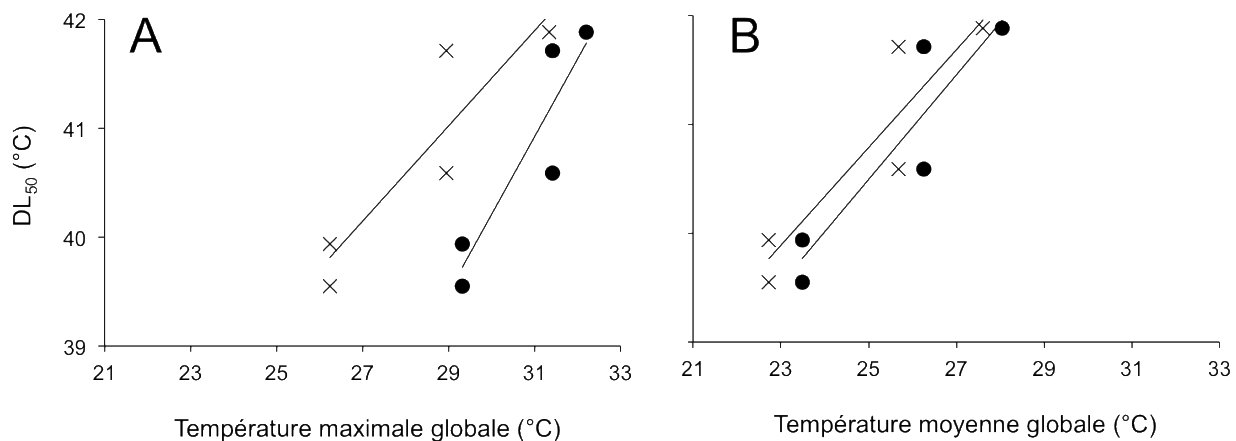 A
B
42
41
40
39
DL50 (°C)
21 23 25 27 29 31 33
21 23 25 27 29 31 33
Température maximale globale (°C)
Température moyenne globale (°C)